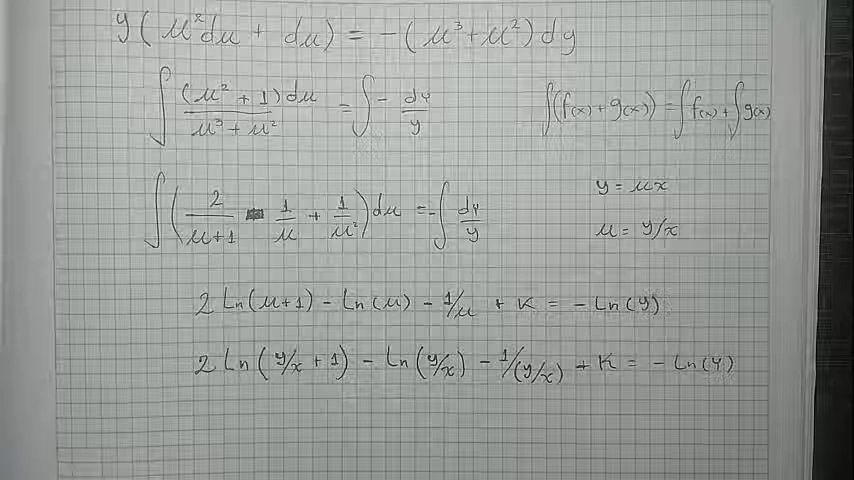 y(u²du + du) = -(u³+u²)dy
∫ (u²+1)du / u³+u² = ∫ - dy/y
∫(f(x)+g(x)) = ∫f(x) + ∫g(x)
∫ (2/u+1 - 1/u + 1/u²)du = -∫ dy/y
y = ux
u = y/x
2 Ln(u+1) - Ln(u) - 1/u + K = - Ln(y)
2 Ln(y/x + 1) - Ln(y/x) - 1/(y/x) + K = - Ln(y)